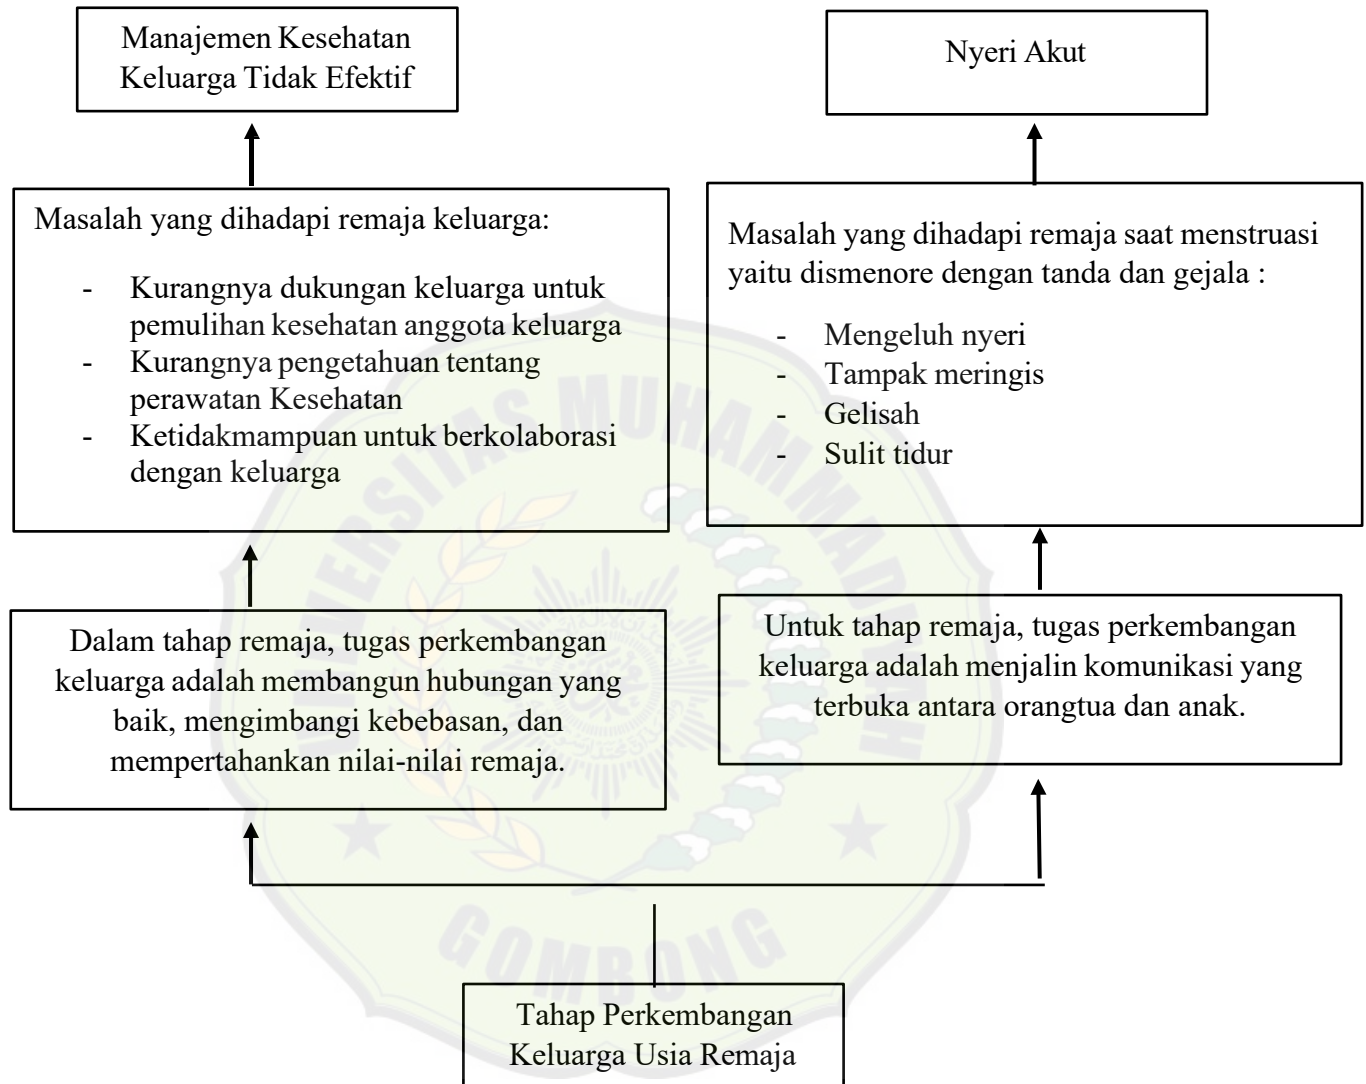 Manajemen Kesehatan
Keluarga Tidak Efektif
Nyeri Akut
Masalah yang dihadapi remaja keluarga:
- Kurangnya dukungan keluarga untuk
pemulihan kesehatan anggota keluarga
- Kurangnya pengetahuan tentang
perawatan Kesehatan
- Ketidakmampuan untuk berkolaborasi
dengan keluarga
Masalah yang dihadapi remaja saat menstruasi
yaitu dismenore dengan tanda dan gejala :
- Mengeluh nyeri
- Tampak meringis
- Gelisah
- Sulit tidur
Dalam tahap remaja, tugas perkembangan
keluarga adalah membangun hubungan yang
baik, mengimbangi kebebasan, dan
mempertahankan nilai-nilai remaja.
Untuk tahap remaja, tugas perkembangan
keluarga adalah menjalin komunikasi yang
terbuka antara orangtua dan anak.
Tahap Perkembangan
Keluarga Usia Remaja
UNIVERSITAS MUHAMMADIYAH
GOMBONG